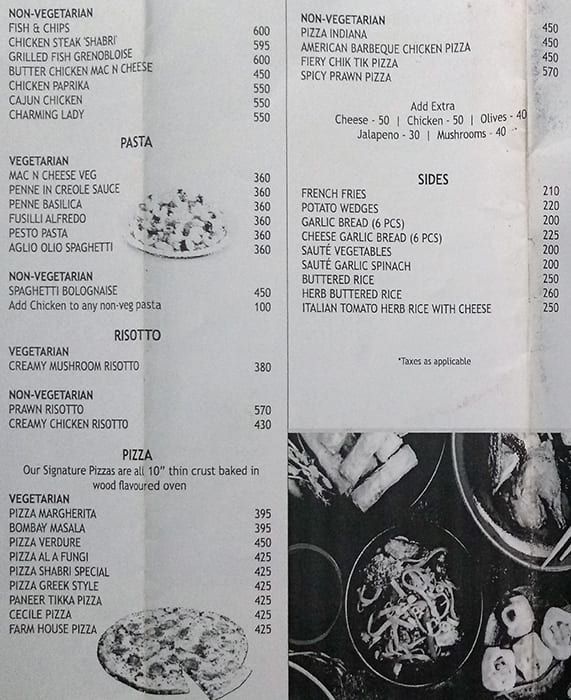 NON-VEGETARIAN
FISH & CHIPS 600
CHICKEN STEAK 'SHABRI' 595
GRILLED FISH GRENOBLOISE 600
BUTTER CHICKEN MAC N CHEESE 450
CHICKEN PAPRIKA 550
CAJUN CHICKEN 550
CHARMING LADY 550
PASTA
VEGETARIAN
MAC N CHEESE VEG 360
PENNE IN CREOLE SAUCE 360
PENNE BASILICA 360
FUSILLI ALFREDO 360
PESTO PASTA 360
AGLIO OLIO SPAGHETTI 360
NON-VEGETARIAN
SPAGHETTI BOLOGNAISE 450
Add Chicken to any non-veg pasta 100
RISOTTO
VEGETARIAN
CREAMY MUSHROOM RISOTTO 380
NON-VEGETARIAN
PRAWN RISOTTO 570
CREAMY CHICKEN RISOTTO 430
PIZZA
Our Signature Pizzas are all 10" thin crust baked in
wood flavoured oven
VEGETARIAN
PIZZA MARGHERITA 395
BOMBAY MASALA 395
PIZZA VERDURE 450
PIZZA AL A FUNGI 425
PIZZA SHABRI SPECIAL 425
PIZZA GREEK STYLE 425
PANEER TIKKA PIZZA 425
CECILE PIZZA 425
FARM HOUSE PIZZA 425
NON-VEGETARIAN
PIZZA INDIANA 450
AMERICAN BARBEQUE CHICKEN PIZZA 450
FIERY CHIK TIK PIZZA 450
SPICY PRAWN PIZZA 570
Add Extra
Cheese - 50 | Chicken - 50 | Olives - 40
Jalapeno - 30 | Mushrooms - 40
SIDES
FRENCH FRIES 210
POTATO WEDGES 220
GARLIC BREAD (6 PCS) 200
CHEESE GARLIC BREAD (6 PCS) 225
SAUTÉ VEGETABLES 200
SAUTÉ GARLIC SPINACH 200
BUTTERED RICE 250
HERB BUTTERED RICE 260
ITALIAN TOMATO HERB RICE WITH CHEESE 250
*Taxes as applicable